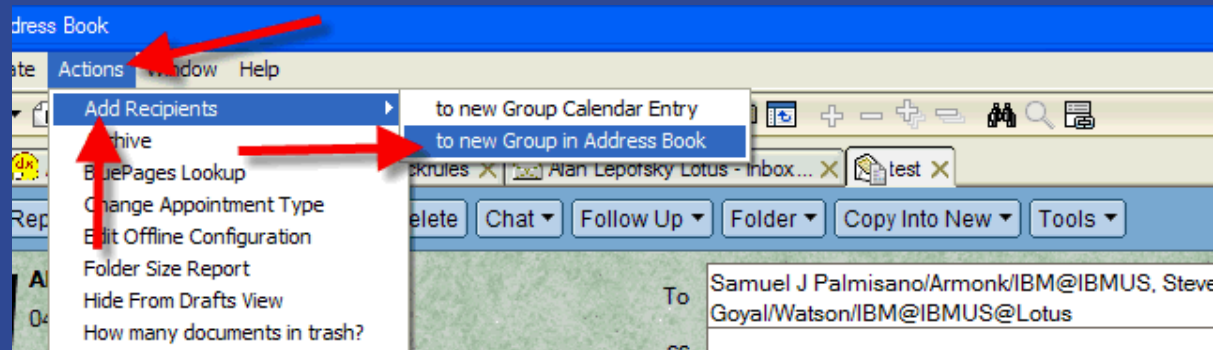 dress Book
ate Actions Window Help
Add Recipients
to new Group Calendar Entry
to new Group in Address Book
Archive
BluePages Lookup
ckrules Alan Lepofsky Lotus - Inbox... test
Change Appointment Type
Rep elete Chat Follow Up Folder Copy Into New Tools
Edit Offline Configuration
Folder Size Report
Hide From Drafts View
How many documents in trash?
To Samuel J Palmisano/Armonk/IBM@IBMUS, Steve
Goyal/Watson/IBM@IBMUS@Lotus